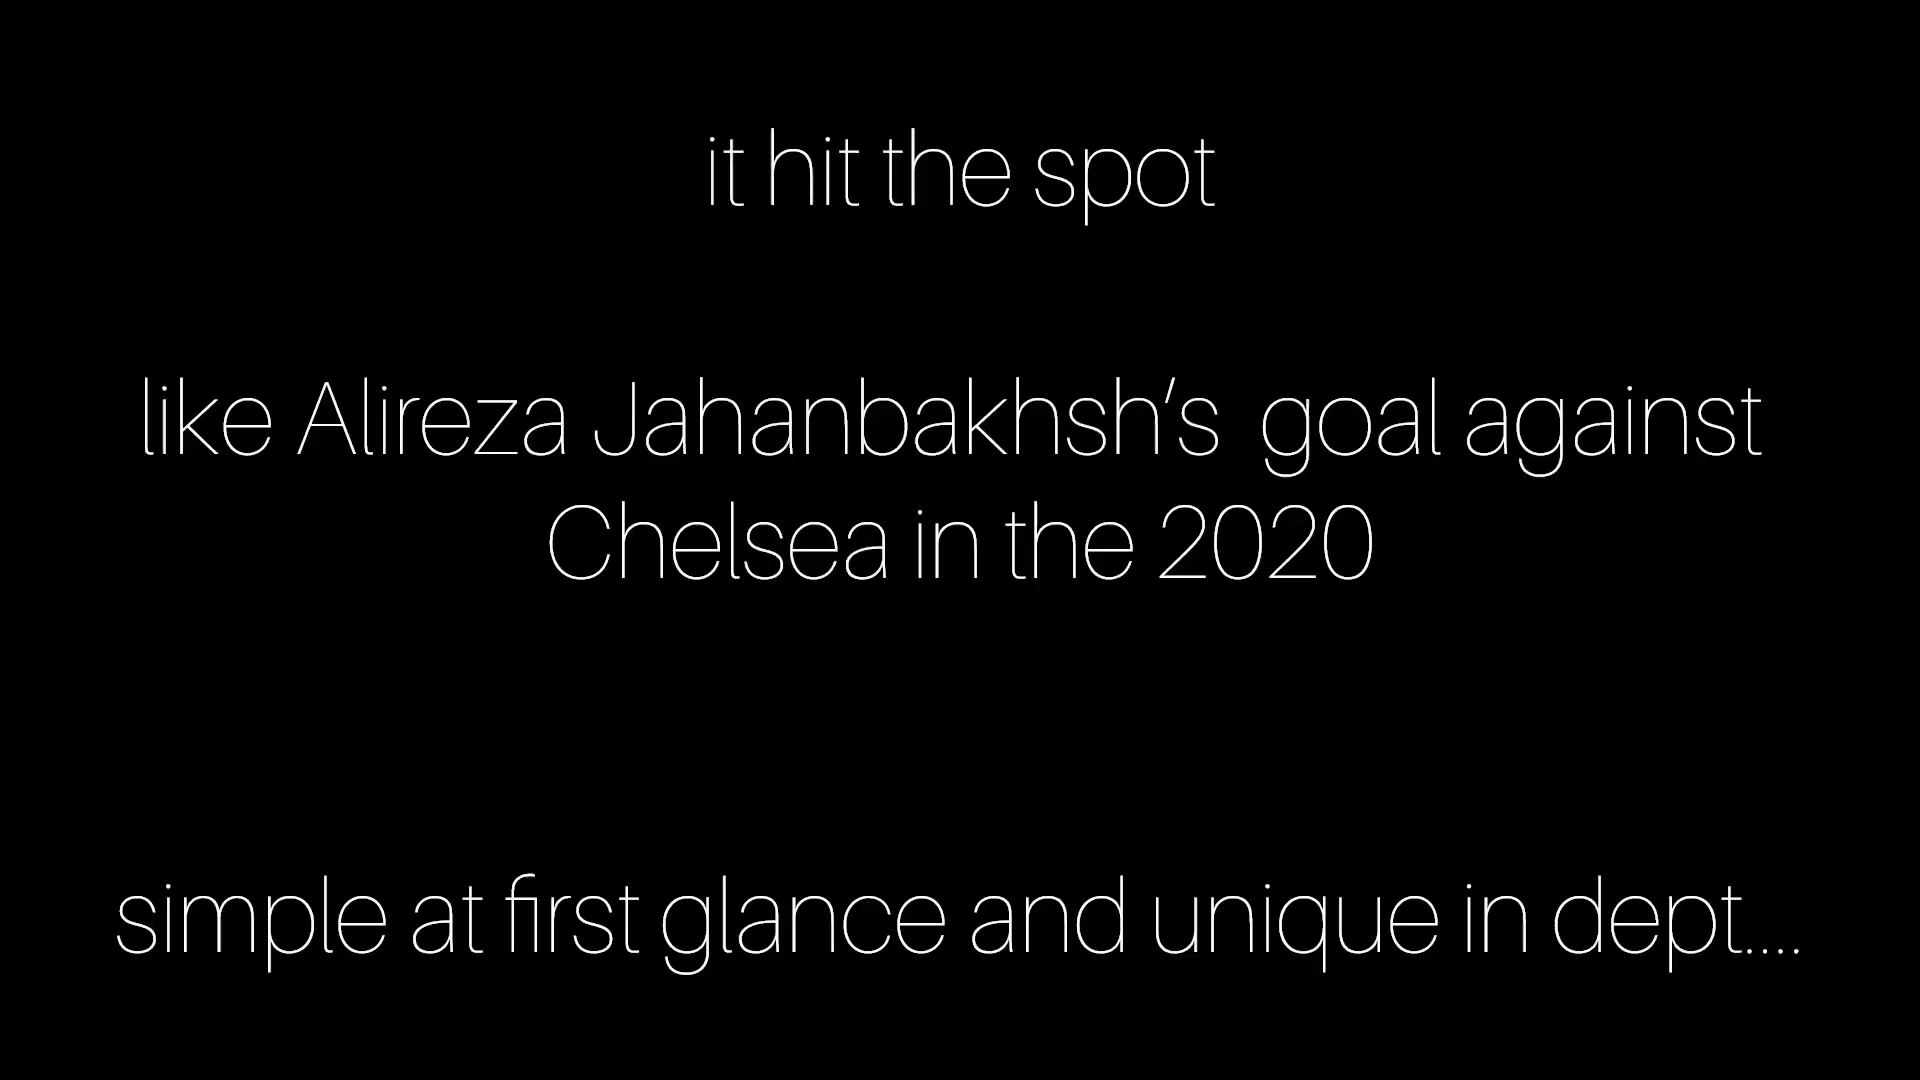 it hit the spot
like Alireza Jahanbakhsh’s  goal against
Chelsea in the 2020
simple at first glance and unique in dept....